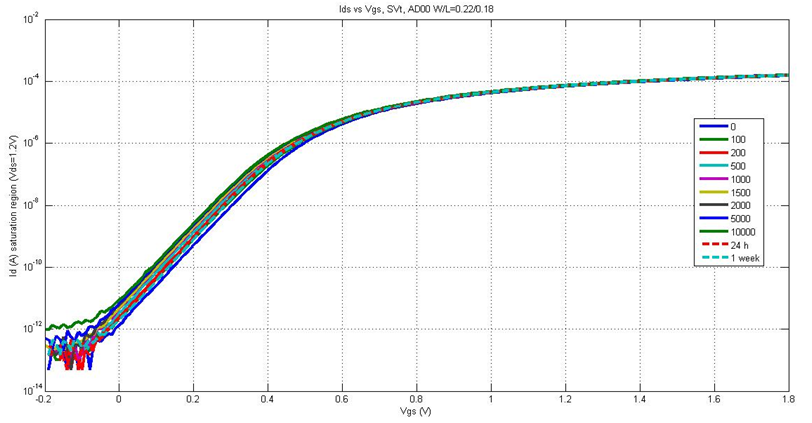 Ids vs Vgs, SVt, AD00 W/L=0.22/0.18
Id (A) saturation region (Vds=1.2V)
10^-2
10^-4
10^-6
10^-8
10^-10
10^-12
10^-14
0
100
200
500
1000
1500
2000
5000
10000
24 h
1 week
-0.2 0 0.2 0.4 0.6 0.8 1 1.2 1.4 1.6 1.8
Vgs (V)